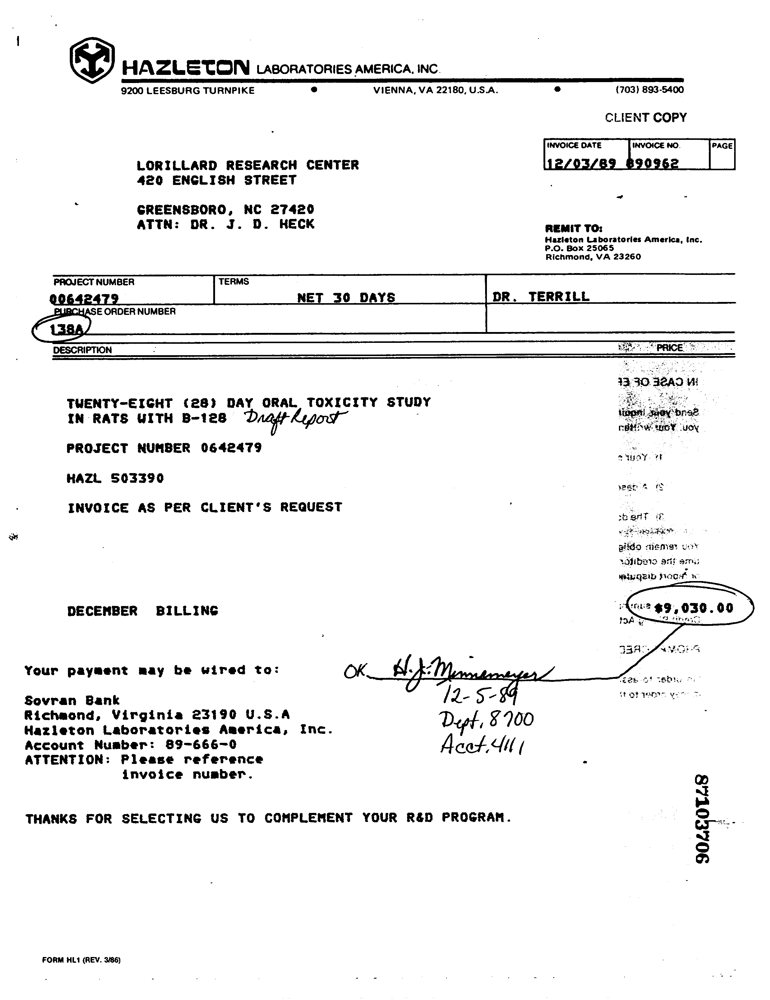 HAZLETON LABORATORIES AMERICA, INC.
9200 LEESBURG TURNPIKE • VIENNA, VA 22180, U.S.A. • (703) 893-5400
CLIENT COPY
INVOICE DATE INVOICE NO. PAGE
12/03/89 890962
LORILLARD RESEARCH CENTER
420 ENGLISH STREET
GREENSBORO, NC 27420
ATTN: DR. J. D. HECK
REMIT TO:
Hazleton Laboratories America, Inc.
P.O. Box 25065
Richmond, VA 23260
PROJECT NUMBER TERMS
00642479 NET 30 DAYS DR. TERRILL
PURCHASE ORDER NUMBER
138A
DESCRIPTION PRICE
IN CASE OF
TWENTY-EIGHT (28) DAY ORAL TOXICITY STUDY
IN RATS WITH B-128 Draft Report
Send your
PROJECT NUMBER 0642479
HAZL 503390
INVOICE AS PER CLIENT'S REQUEST
DECEMBER BILLING $9,030.00
Your payment may be wired to:
OK H.J. Minnemeyer
12-5-89
Dept. 8700
Acct. 4111
Sovran Bank
Richmond, Virginia 23190 U.S.A
Hazleton Laboratories America, Inc.
Account Number: 89-666-0
ATTENTION: Please reference
invoice number.
THANKS FOR SELECTING US TO COMPLEMENT YOUR R&D PROGRAM.
87103706
FORM HL1 (REV. 3/86)